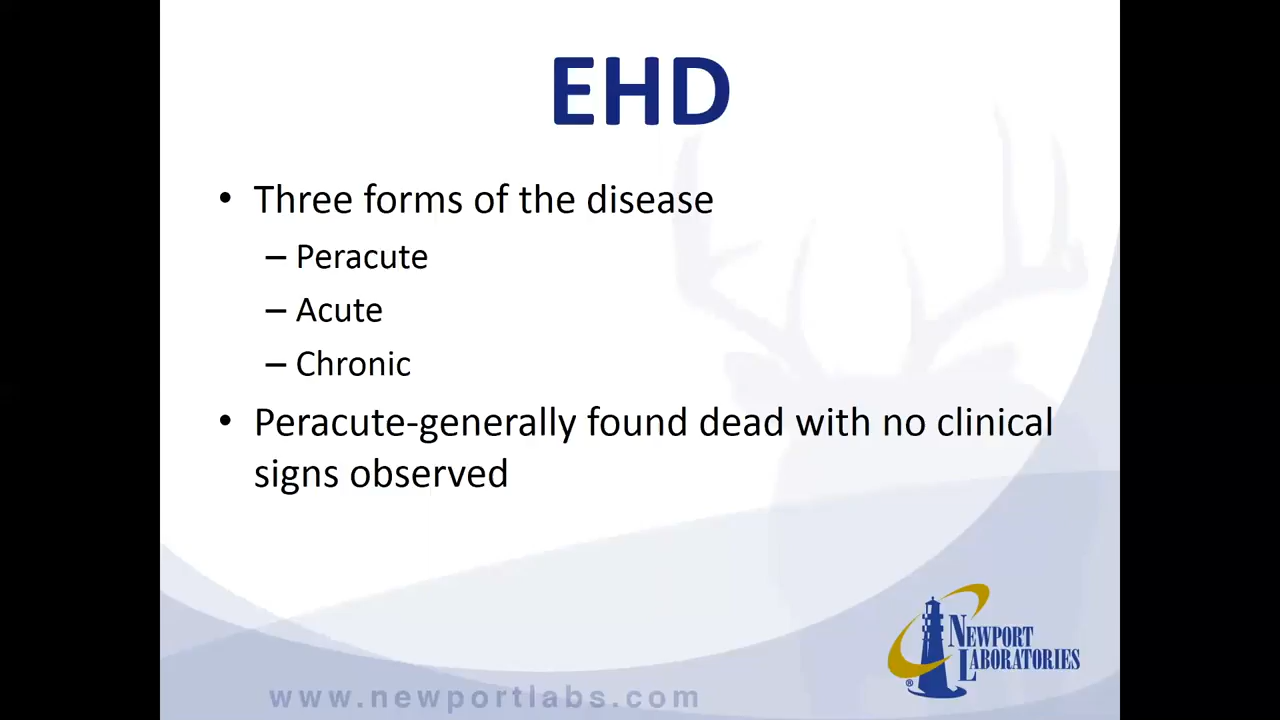 EHD
• Three forms of the disease
– Peracute
– Acute
– Chronic
• Peracute-generally found dead with no clinical
signs observed
NEWPORT
LABORATORIES
®
www.newportlabs.com